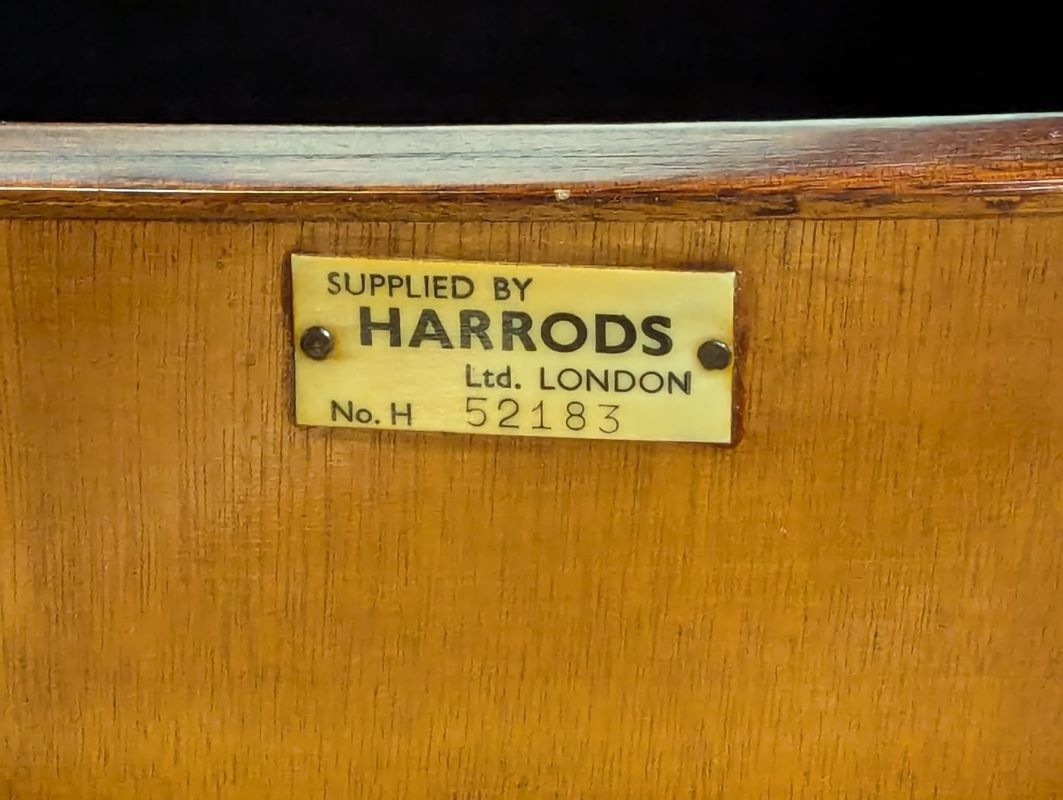 SUPPLIED BY
HARRODS
Ltd. LONDON
No. H 52183